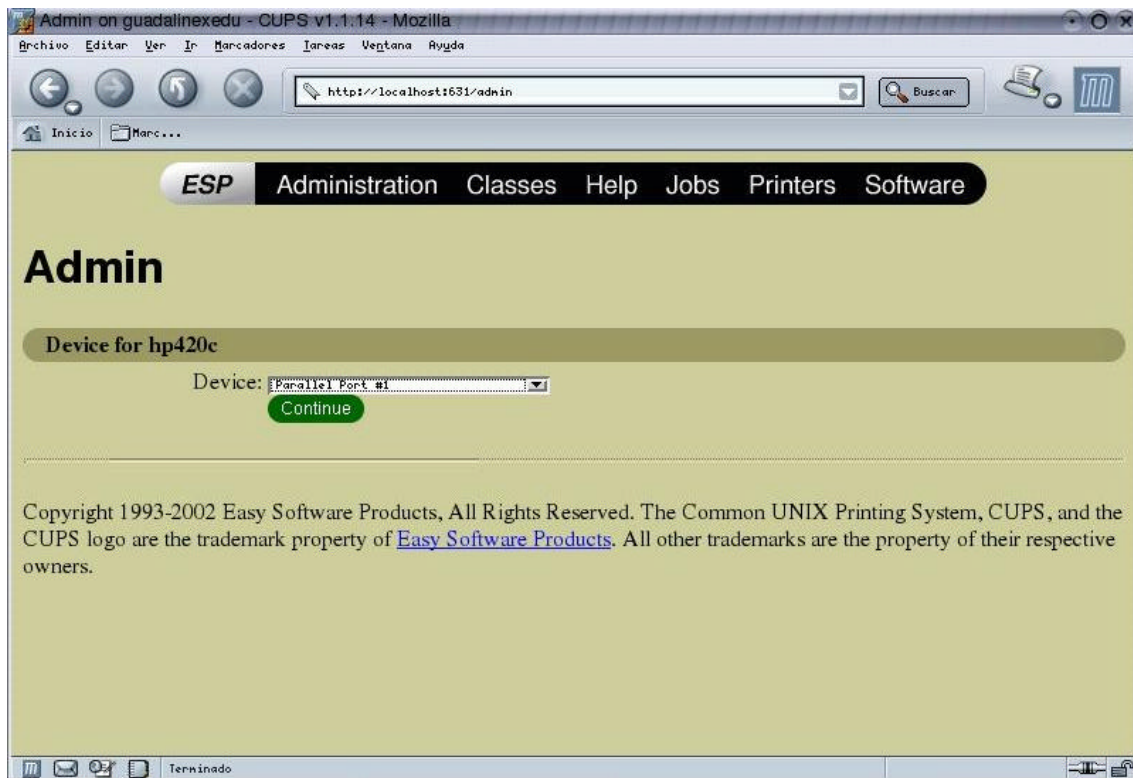 Admin on guadalinexedu - CUPS v1.1.14 - Mozilla
Archivo Editar Ver Ir Marcadores Tareas Ventana Ayuda
http://localhost:631/admin
Buscar
Inicio Marc...
ESP Administration Classes Help Jobs Printers Software
Admin
Device for hp420c
Device: Parallel Port #1
Continue
Copyright 1993-2002 Easy Software Products, All Rights Reserved. The Common UNIX Printing System, CUPS, and the
CUPS logo are the trademark property of Easy Software Products. All other trademarks are the property of their respective
owners.
Terminado